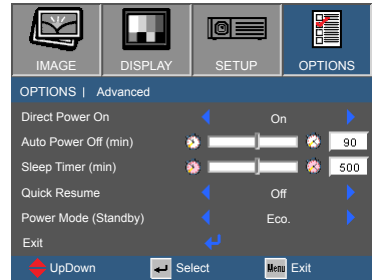 IMAGE DISPLAY SETUP OPTIONS
OPTIONS | Advanced
Direct Power On On
Auto Power Off (min) 90
Sleep Timer (min) 500
Quick Resume Off
Power Mode (Standby) Eco.
Exit
UpDown Select Menu Exit